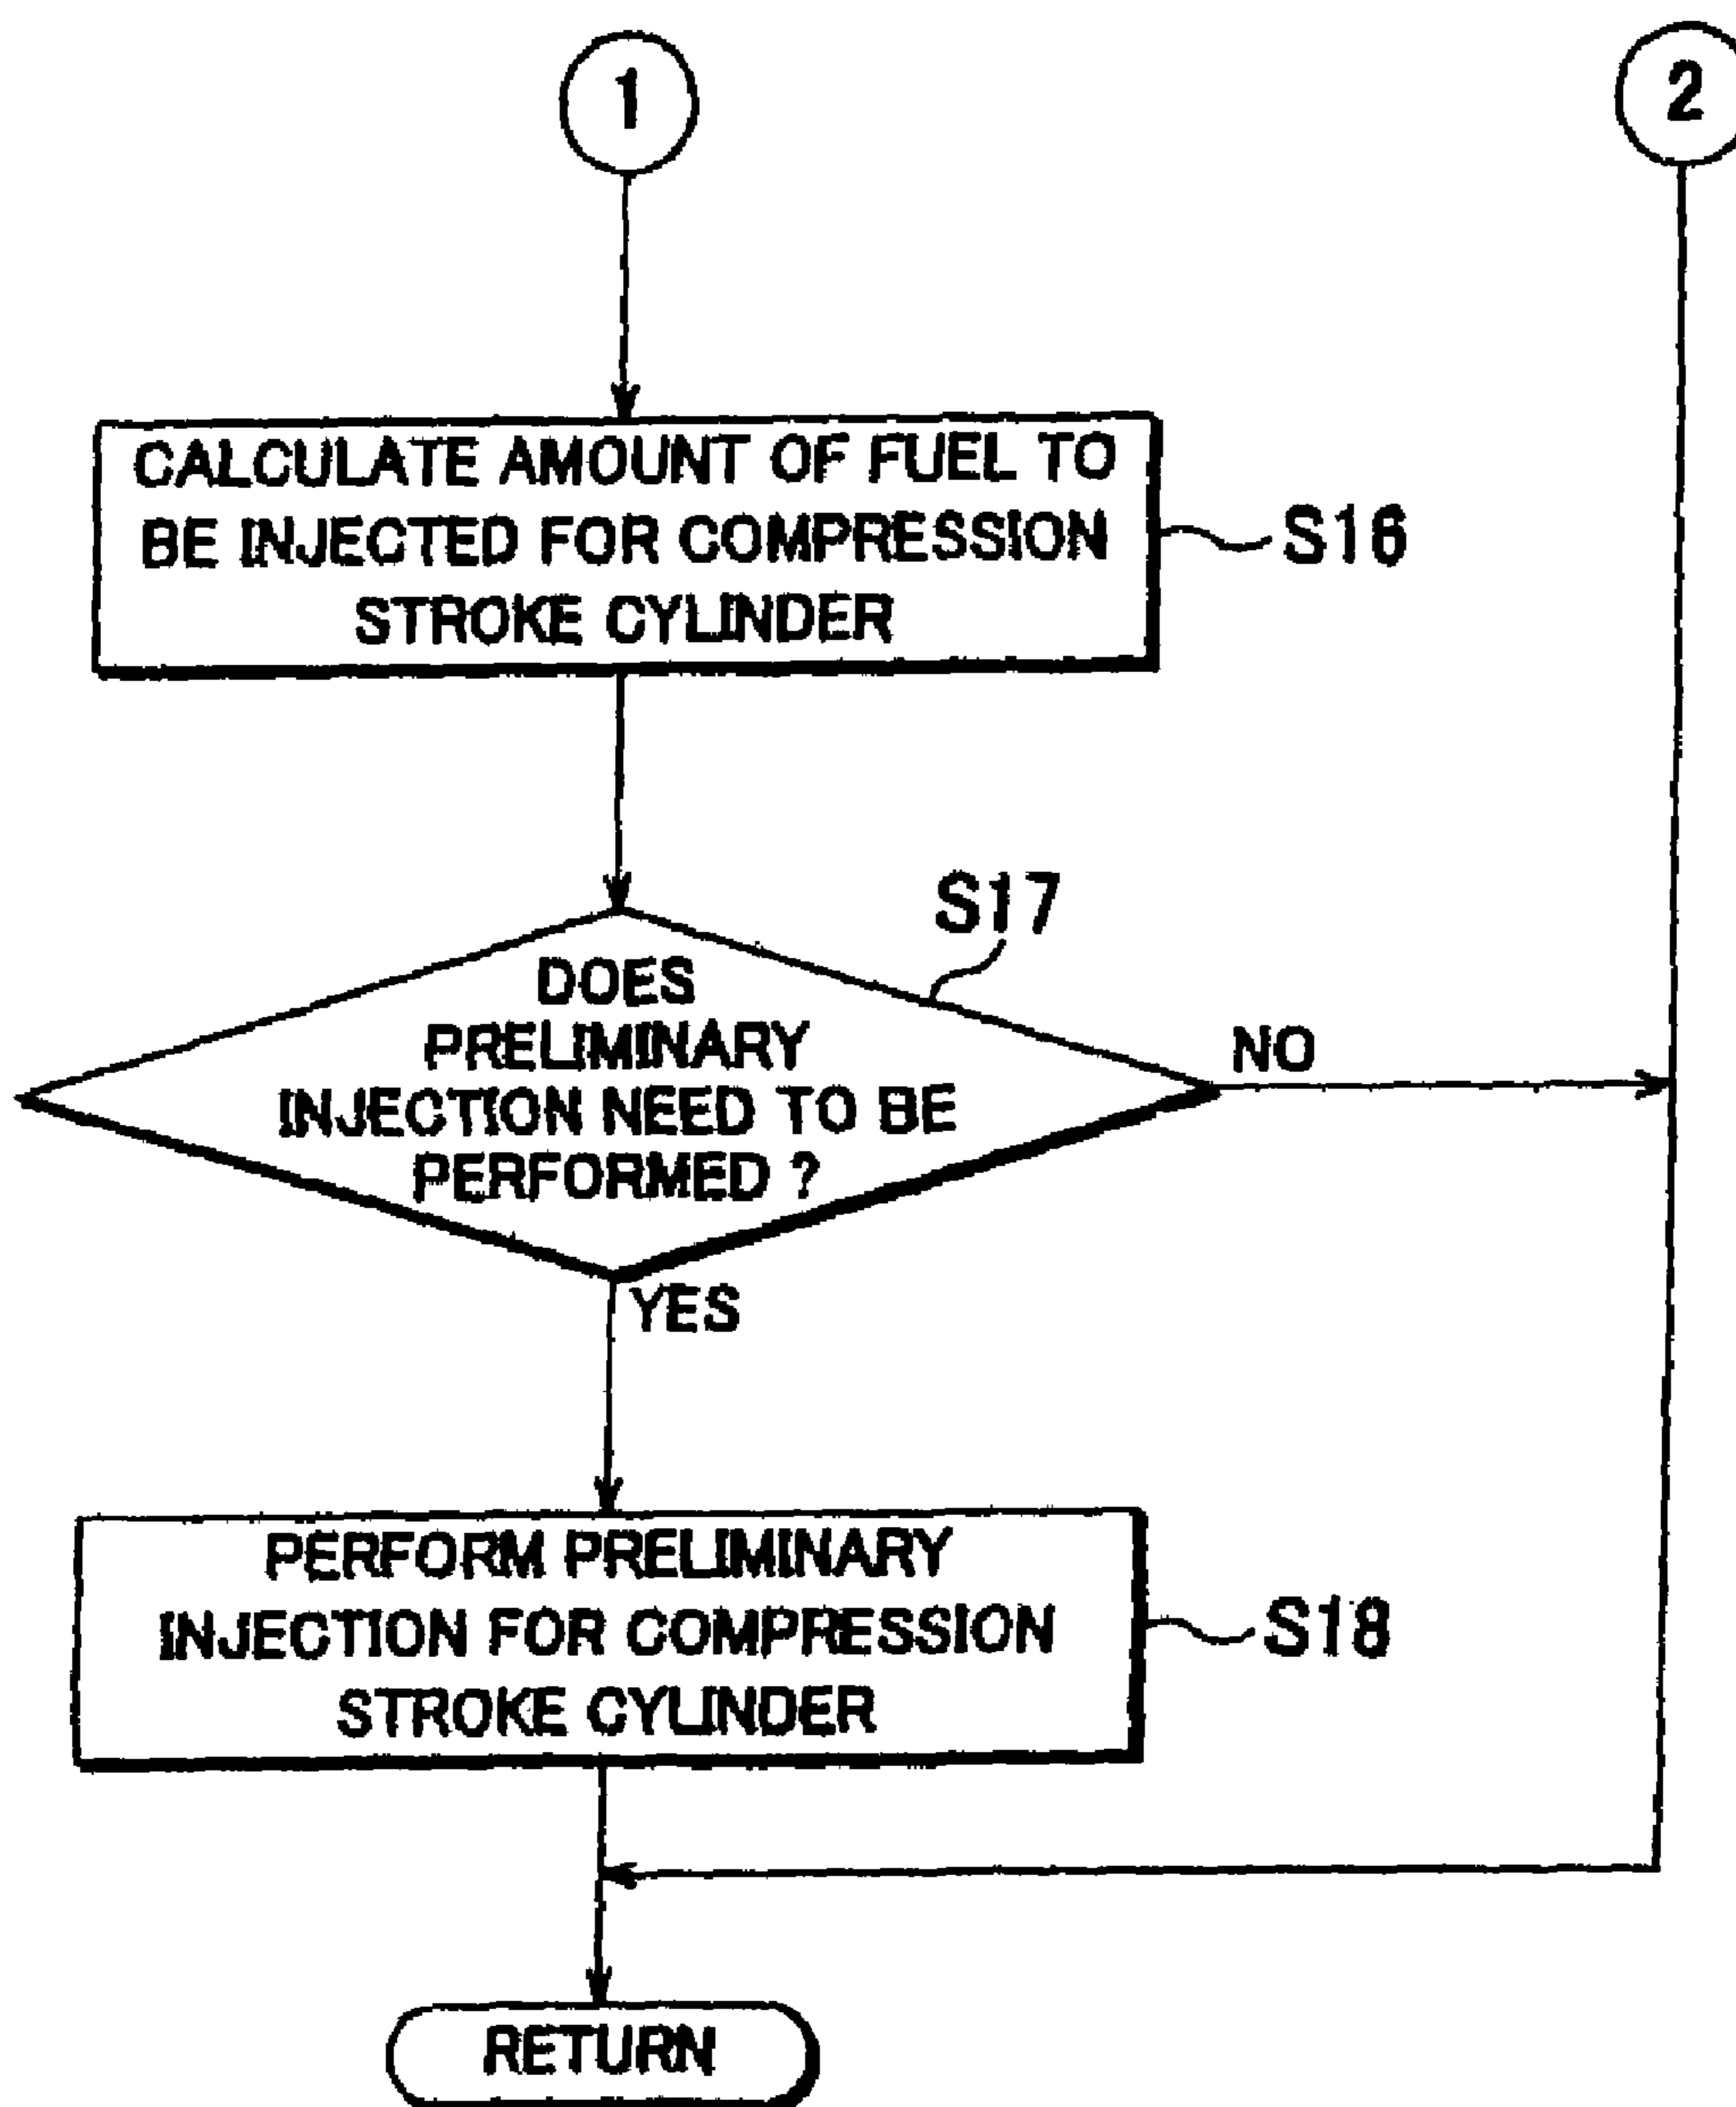 1
2
CALCULATE AMOUNT OF FUEL TO
BE INJECTED FOR COMPRESSION
STROKE CYLINDER
S16
S17
DOES
PRELIMINARY
INJECTION NEED TO BE
PERFORMED ?
NO
YES
PERFORM PRELIMINARY
INJECTION FOR COMPRESSION
STROKE CYLINDER
S18
RETURN